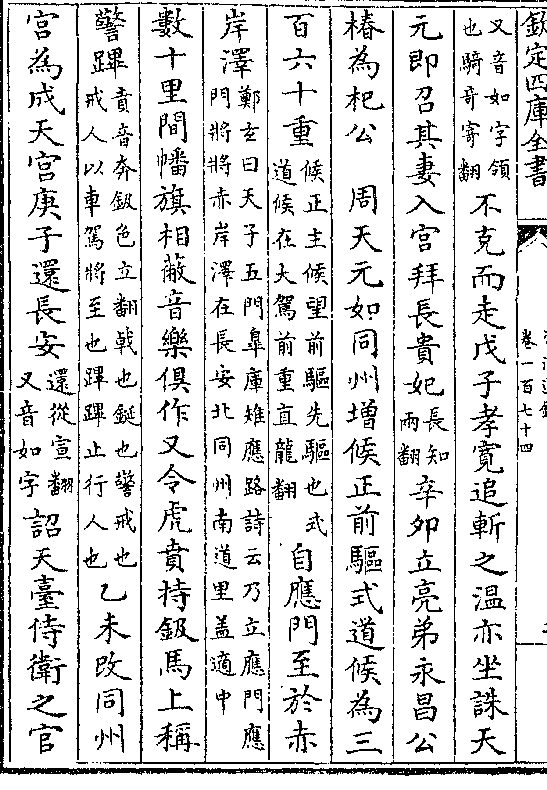 欽定四庫全書
卷一百七十四
又音如字領
也騎奇寄翻
不克而走戊子孝寛追斬之温亦坐誅天
元即召其妻入宫拜長貴妃
長知
兩翻
辛卯立亮弟永昌公
椿為杞公　周天元如同州增候正前驅式道候為三
百六十重
候正主候望前驅先驅也式
道候在大駕前重直龍翻
自應門至於赤
岸澤
鄭玄曰天子五門臯庫雉應路詩云乃立應門應
門將將赤岸澤在長安北同州南道里盖適中
數十里間幡旗相蔽音樂俱作又令虎賁持鈒馬上稱
警蹕
賁音奔鈒色立翻戟也鋋也警戒也
戒人以車駕將至也蹕蹕止行人也
乙未改同州
宫為成天宫庚子還長安
還從宣翻
又音如字
詔天臺侍衛之官